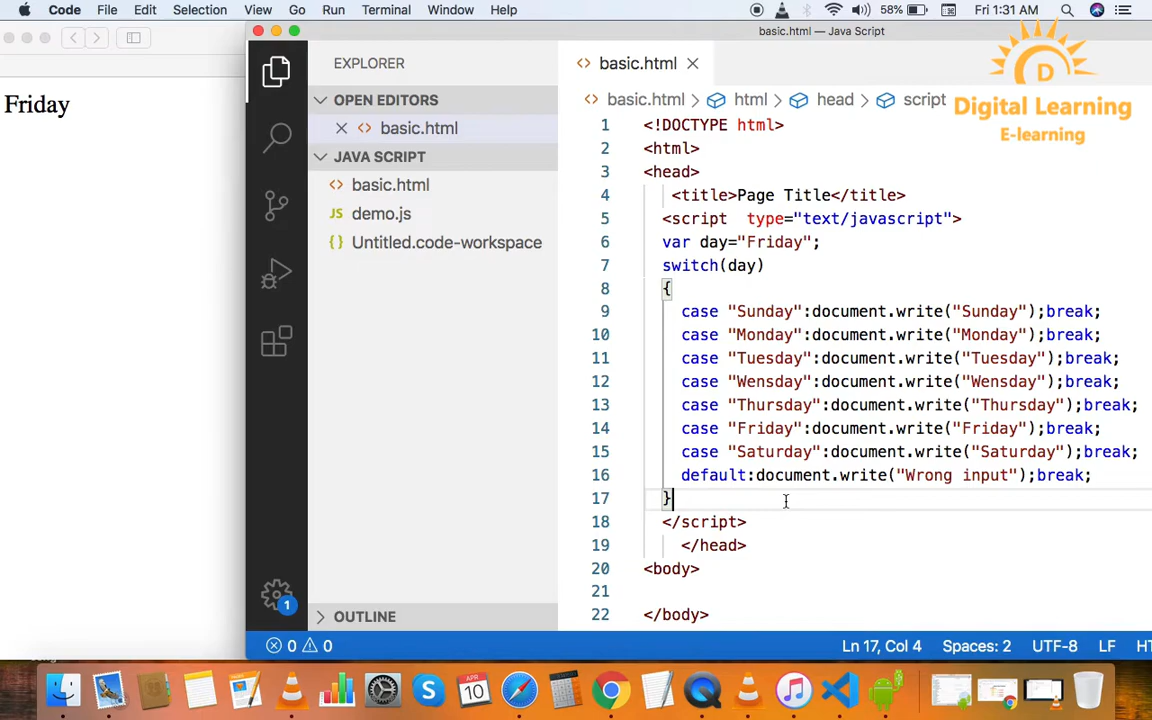 Code File Edit Selection View Go Run Terminal Window Help 58% Fri 1:31 AM
basic.html — Java Script
D
Digital Learning
E-learning
Friday
EXPLORER
OPEN EDITORS
basic.html
JAVA SCRIPT
basic.html
JS demo.js
{} Untitled.code-workspace
OUTLINE
1
basic.html
basic.html > html > head > script
1 <!DOCTYPE html>
2 <html>
3 <head>
4 <title>Page Title</title>
5 <script  type="text/javascript">
6 var day="Friday";
7 switch(day)
8 {
9 case "Sunday":document.write("Sunday");break;
10 case "Monday":document.write("Monday");break;
11 case "Tuesday":document.write("Tuesday");break;
12 case "Wensday":document.write("Wensday");break;
13 case "Thursday":document.write("Thursday");break;
14 case "Friday":document.write("Friday");break;
15 case "Saturday":document.write("Saturday");break;
16 default:document.write("Wrong input");break;
17 }
18 </script>
19 </head>
20 <body>
21
22 </body>
0 0 Ln 17, Col 4 Spaces: 2 UTF-8 LF
APR
10